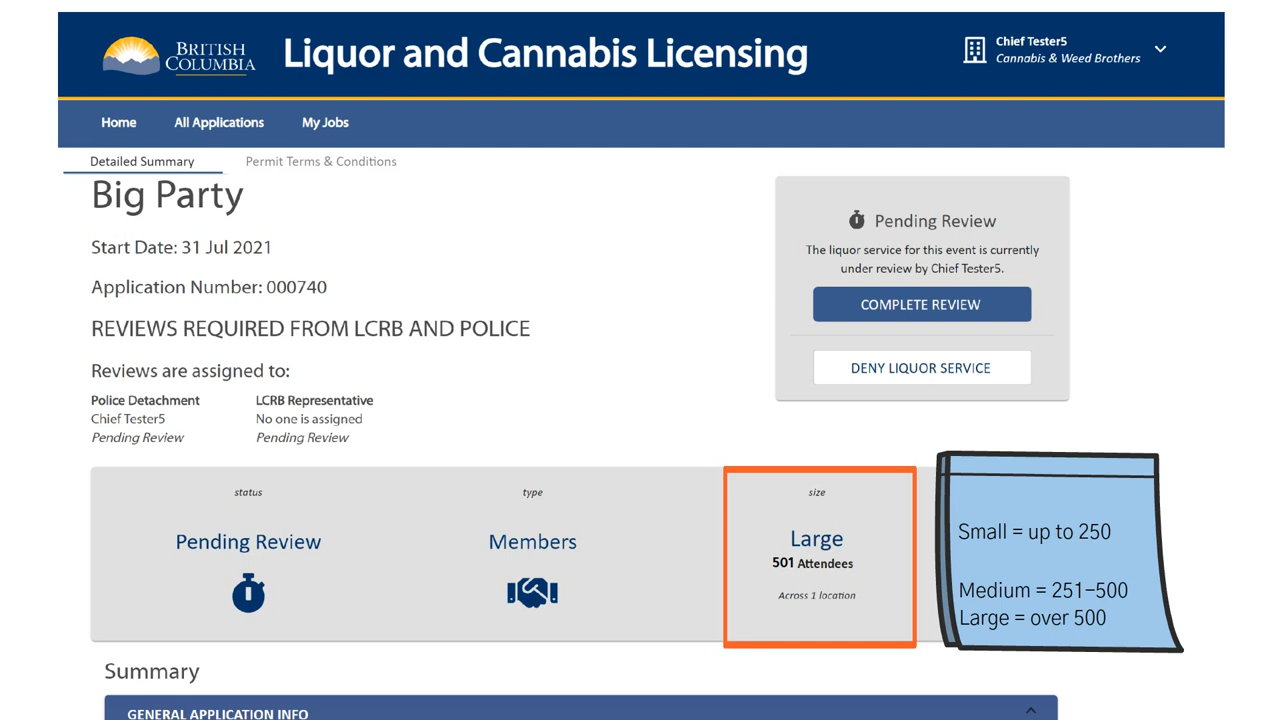 BRITISH
COLUMBIA
Liquor and Cannabis Licensing
Chief Tester5
Cannabis & Weed Brothers
Home All Applications My Jobs
Detailed Summary Permit Terms & Conditions
Big Party
Start Date: 31 Jul 2021
Application Number: 000740
REVIEWS REQUIRED FROM LCRB AND POLICE
Reviews are assigned to:
Police Detachment LCRB Representative
Chief Tester5 No one is assigned
Pending Review Pending Review
Pending Review
The liquor service for this event is currently
under review by Chief Tester5.
COMPLETE REVIEW
DENY LIQUOR SERVICE
status type size
Pending Review Members Large
501 Attendees
Across 1 location
Small = up to 250
Medium = 251-500
Large = over 500
Summary
GENERAL APPLICATION INFO